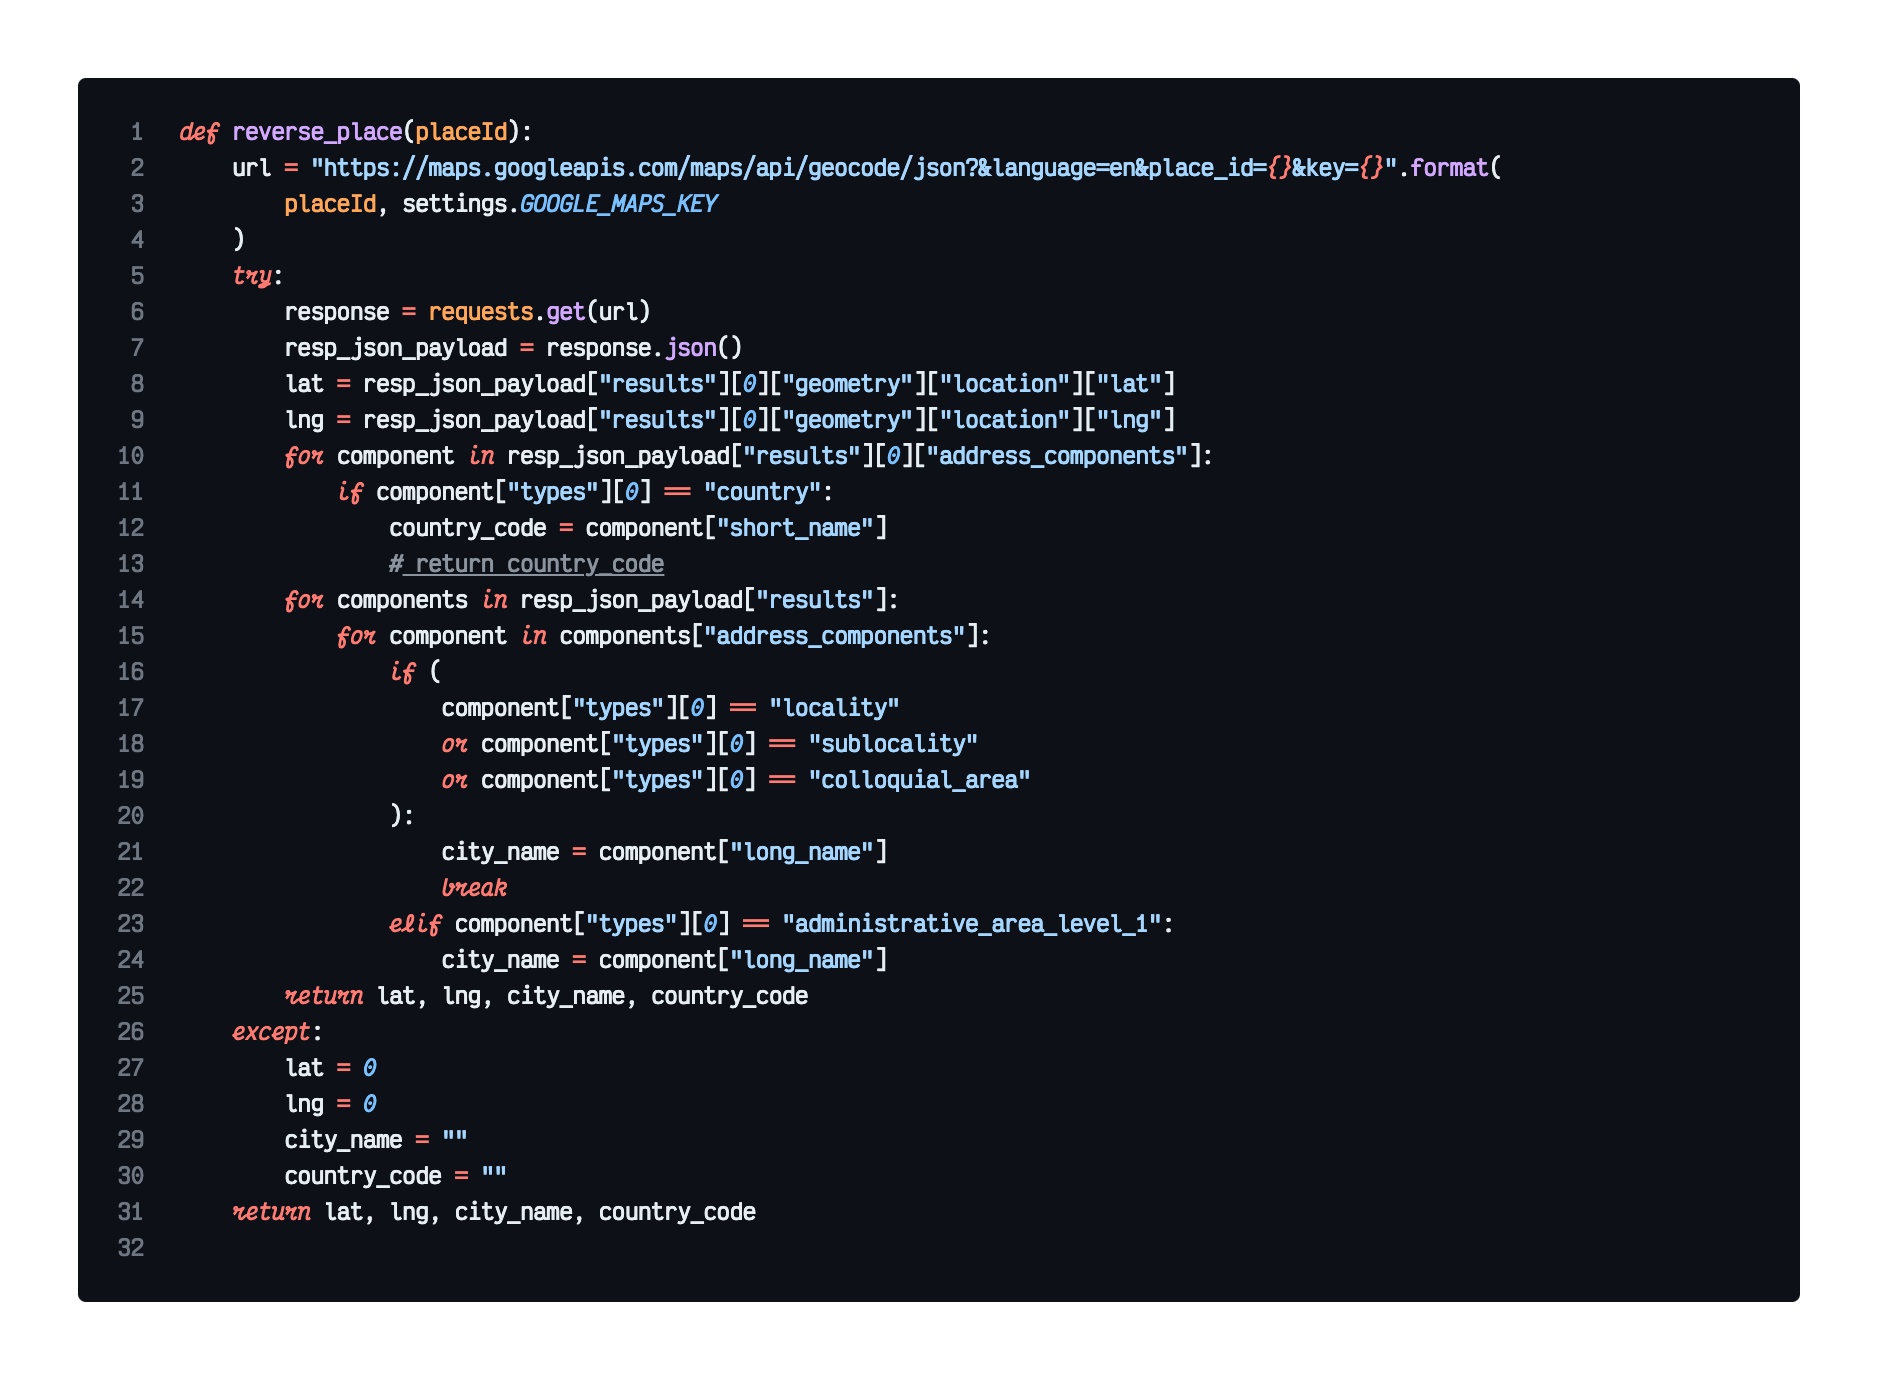 1 def reverse_place(placeId):
2     url = "https://maps.googleapis.com/maps/api/geocode/json?&language=en&place_id={}&key={}".format(
3         placeId, settings.GOOGLE_MAPS_KEY
4     )
5     try:
6         response = requests.get(url)
7         resp_json_payload = response.json()
8         lat = resp_json_payload["results"][0]["geometry"]["location"]["lat"]
9         lng = resp_json_payload["results"][0]["geometry"]["location"]["lng"]
10         for component in resp_json_payload["results"][0]["address_components"]:
11             if component["types"][0] == "country":
12                 country_code = component["short_name"]
13                 # return country_code
14         for components in resp_json_payload["results"]:
15             for component in components["address_components"]:
16                 if (
17                     component["types"][0] == "locality"
18                     or component["types"][0] == "sublocality"
19                     or component["types"][0] == "colloquial_area"
20                 ):
21                     city_name = component["long_name"]
22                     break
23                 elif component["types"][0] == "administrative_area_level_1":
24                     city_name = component["long_name"]
25         return lat, lng, city_name, country_code
26     except:
27         lat = 0
28         lng = 0
29         city_name = ""
30         country_code = ""
31     return lat, lng, city_name, country_code
32